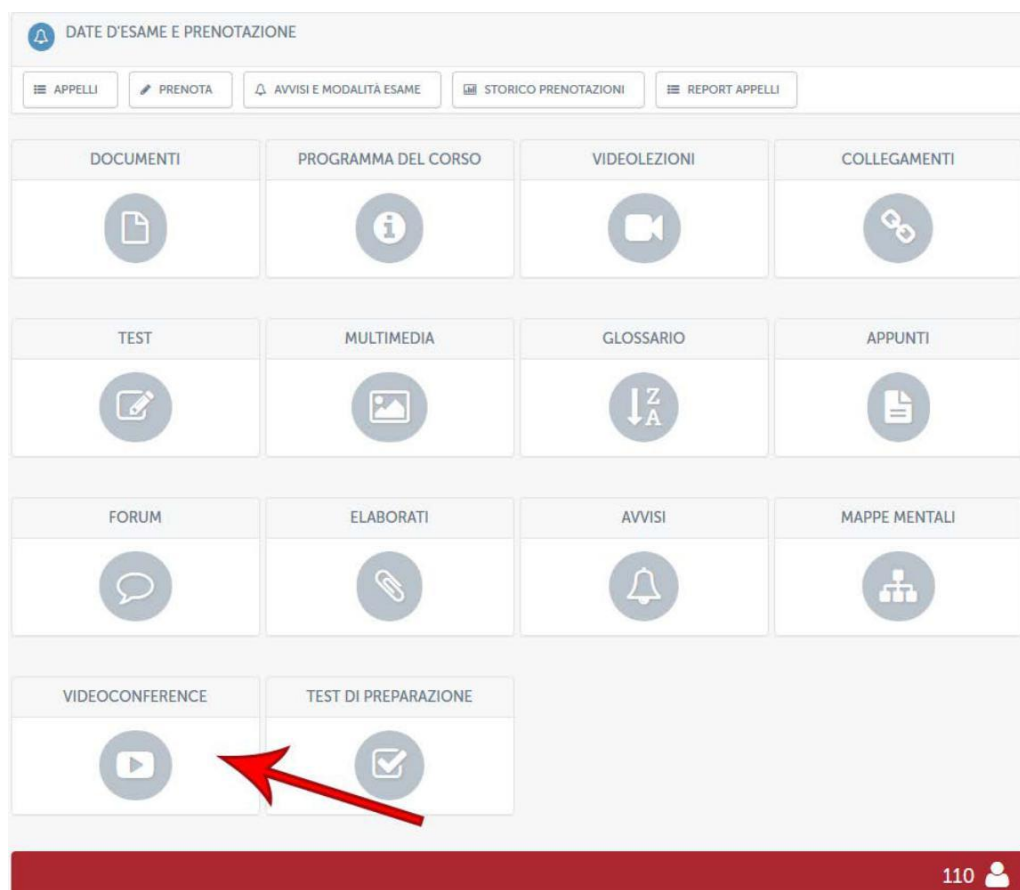 DATE D'ESAME E PRENOTAZIONE
APPELLI PRENOTA AVVISI E MODALITÀ ESAME STORICO PRENOTAZIONI REPORT APPELLI
DOCUMENTI PROGRAMMA DEL CORSO VIDEOLEZIONI COLLEGAMENTI
TEST MULTIMEDIA GLOSSARIO APPUNTI
Z
A
FORUM ELABORATI AVVISI MAPPE MENTALI
VIDEOCONFERENCE TEST DI PREPARAZIONE
110